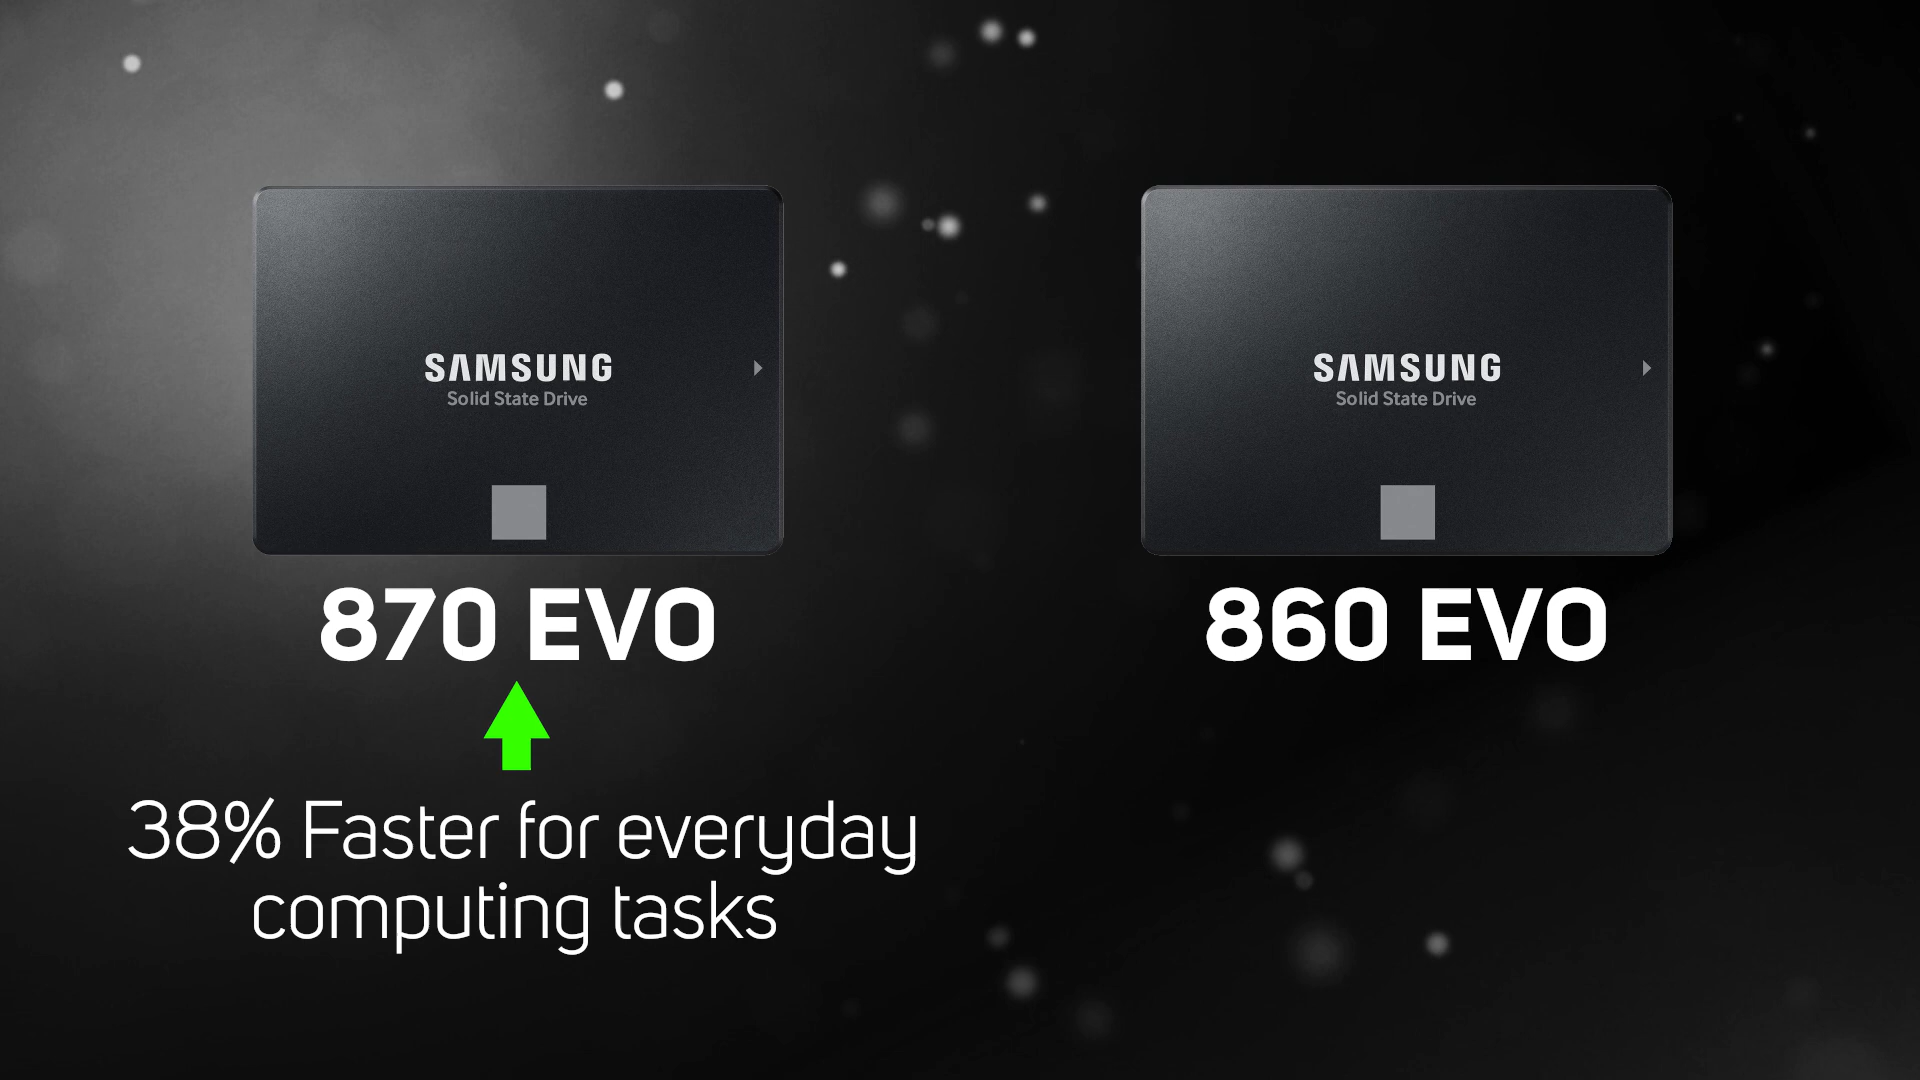 SAMSUNG
Solid State Drive
870 EVO
38% Faster for everyday
computing tasks
SAMSUNG
Solid State Drive
860 EVO